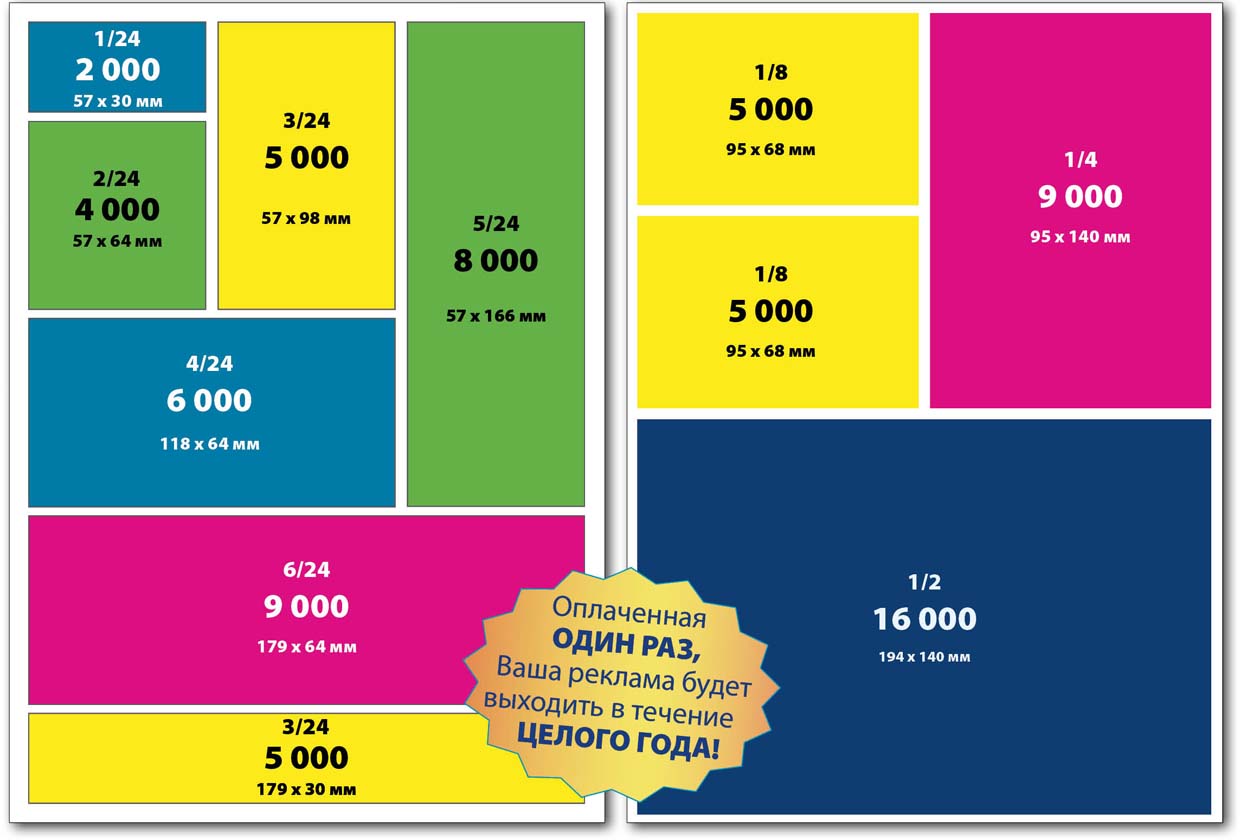 1/24
2 000
57 x 30 мм
2/24
4 000
57 x 64 мм
3/24
5 000
57 x 98 мм
5/24
8 000
57 x 166 мм
4/24
6 000
118 x 64 мм
6/24
9 000
179 x 64 мм
3/24
5 000
179 x 30 мм
Оплаченная
ОДИН РАЗ,
Ваша реклама будет
выходить в течение
ЦЕЛОГО ГОДА!
1/8
5 000
95 x 68 мм
1/8
5 000
95 x 68 мм
1/4
9 000
95 x 140 мм
1/2
16 000
194 x 140 мм